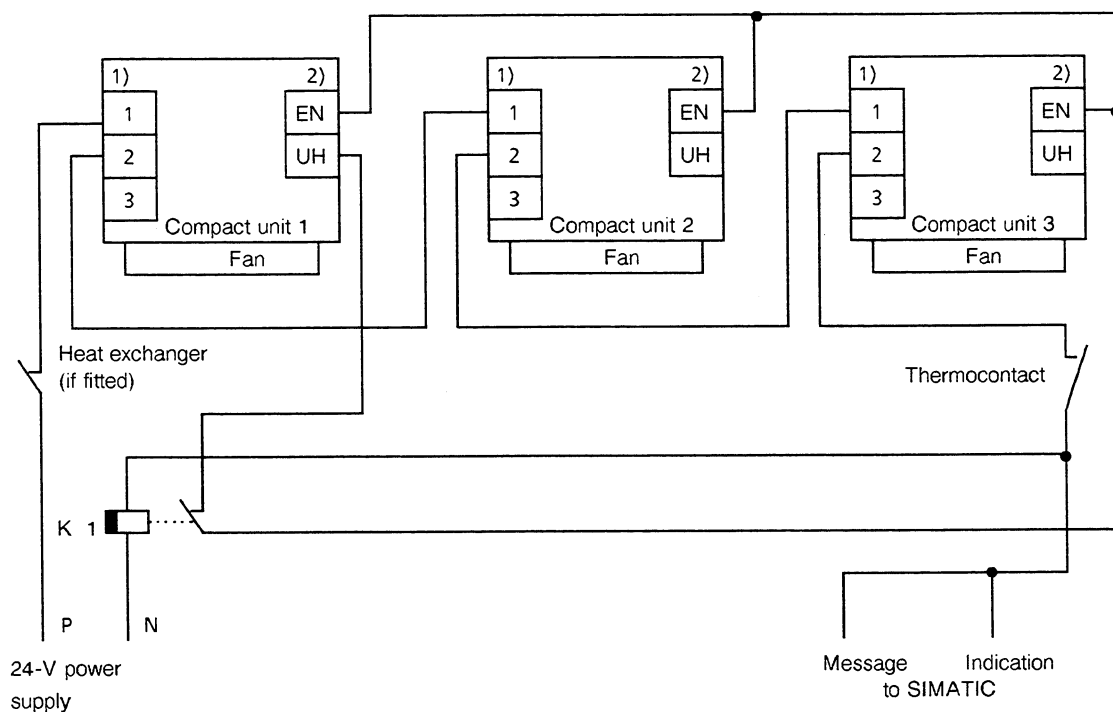 1) 2)
1 EN
2 UH
3
Compact unit 1
Fan
1) 2)
1 EN
2 UH
3
Compact unit 2
Fan
1) 2)
1 EN
2 UH
3
Compact unit 3
Fan
Heat exchanger
(if fitted)
Thermocontact
K 1
P N
24-V power
supply
Message Indication
to SIMATIC